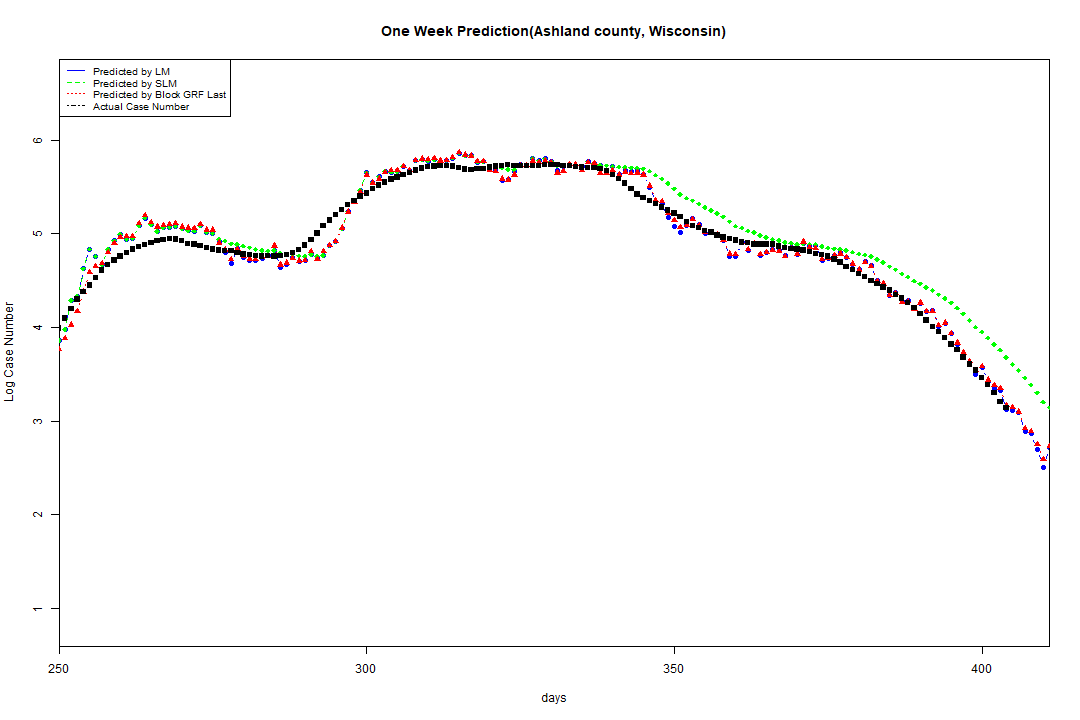 One Week Prediction(Ashland county, Wisconsin)
Predicted by LM
Predicted by SLM
Predicted by Block GRF Last
Actual Case Number
6
5
4
3
2
1
Log Case Number
250 300 350 400
days